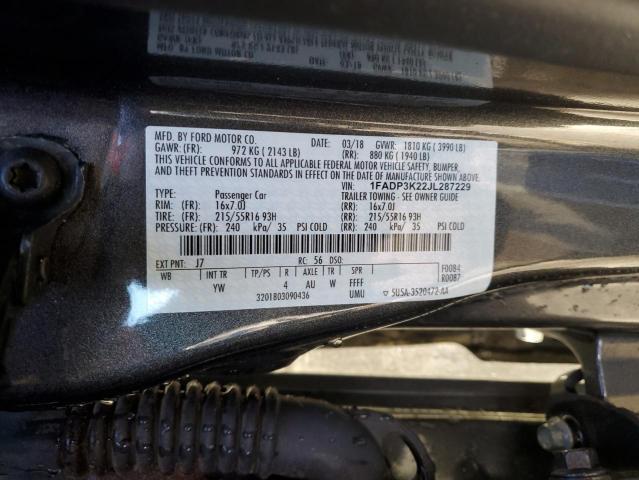 MFD. BY FORD MOTOR CO. 03/18 GVWR: 1810 KG ( 3990 LB)
GAWR: (FR): 972 KG ( 2143 LB) (RR): 880 KG ( 1940 LB)
THIS VEHICLE CONFORMS TO ALL APPLICABLE FEDERAL MOTOR VEHICLE SAFETY, BUMPER,
AND THEFT PREVENTION STANDARDS IN EFFECT ON THE DATE OF MANUFACTURE SHOWN ABOVE.
VIN: 1FADP3K22JL287229
TYPE: Passenger Car TRAILER TOWING - SEE OWNER GUIDE
RIM: (FR): 16x7.0J (RR): 16x7.0J
TIRE: (FR): 215/55R16 93H (RR): 215/55R16 93H
PRESSURE: (FR): 240 kPa/ 35 PSI COLD (RR): 240 kPa/ 35 PSI COLD
EXT PNT: J7 RC: 56 DSO: F0084
WB INT TR TP/PS R AXLE TR SPR R0087
YW 4 AU W FFFF
3201803090436 UMU 5U5A-3520472-AA